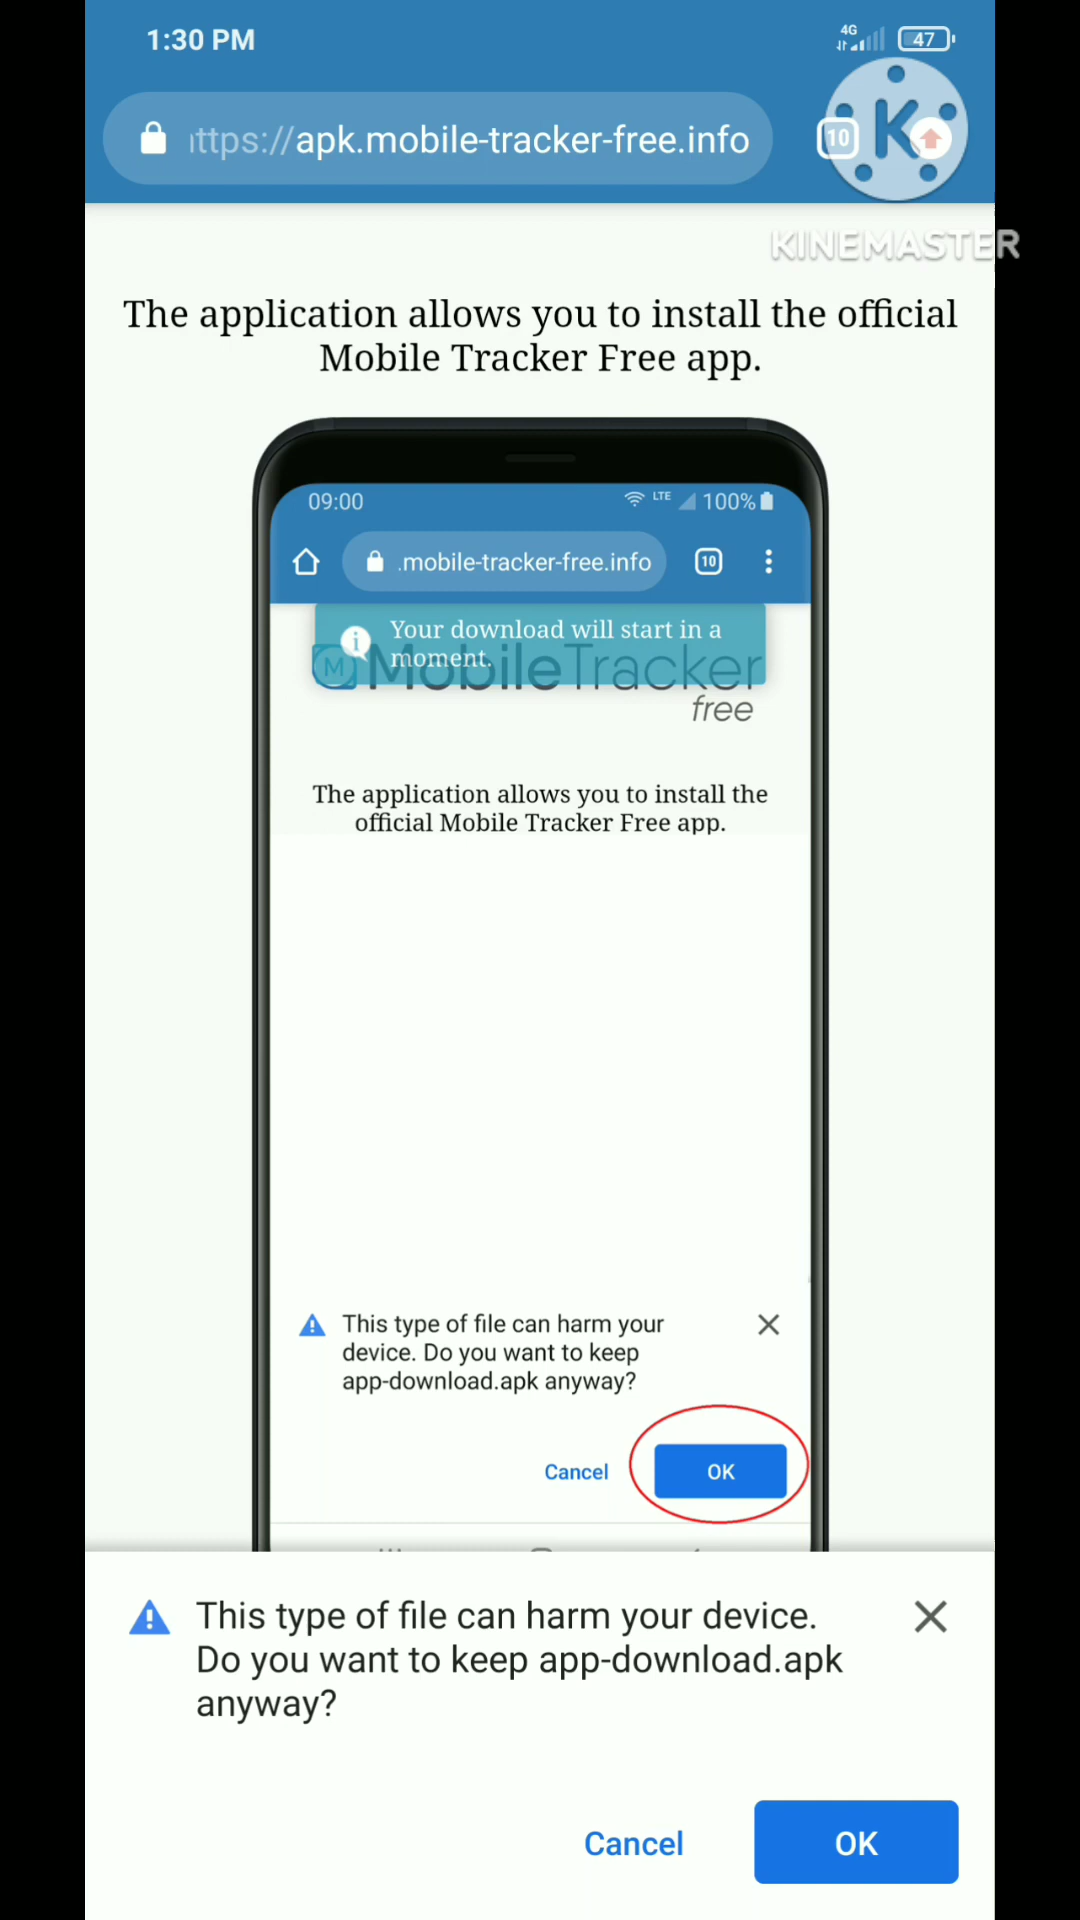 1:30 PM
4G
47
ttps://apk.mobile-tracker-free.info
10
K
KINEMASTER
The application allows you to install the official
Mobile Tracker Free app.
09:00
LTE
100%
.mobile-tracker-free.info
10
Your download will start in a
moment.
M
MobileTracker
free
The application allows you to install the
official Mobile Tracker Free app.
This type of file can harm your
device. Do you want to keep
app-download.apk anyway?
Cancel
OK
This type of file can harm your device.
Do you want to keep app-download.apk
anyway?
Cancel
OK